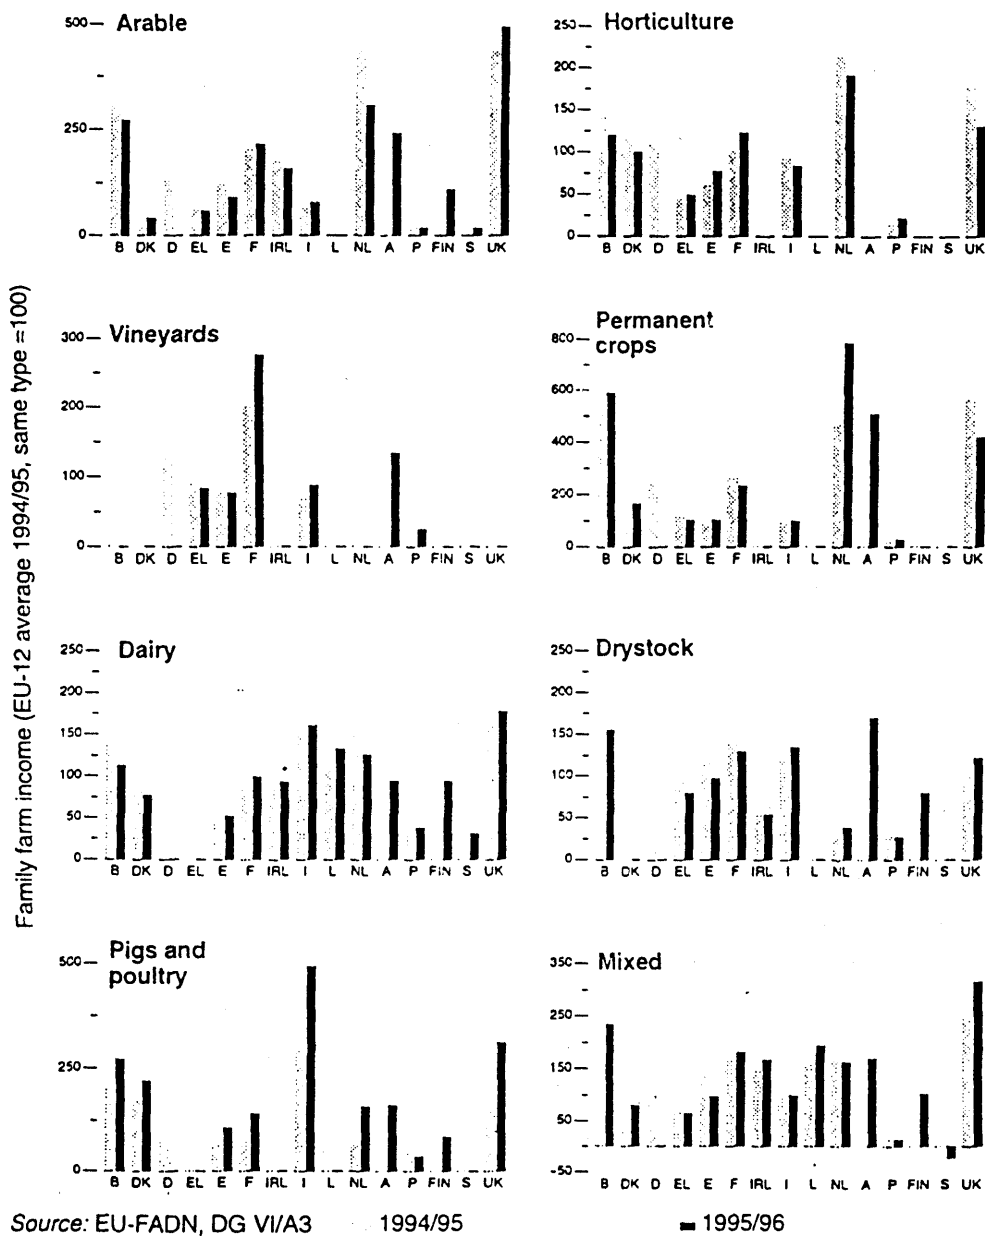 Family farm income (EU-12 average 1994/95, same type =100)
Arable
500
250
0
B DK D EL E F IRL I L NL A P FIN S UK
Horticulture
250
200
150
100
50
0
B DK D EL E F IRL I L NL A P FIN S UK
Vineyards
300
200
100
0
B DK D EL E F IRL I L NL A P FIN S UK
Permanent
crops
800
600
400
200
0
B DK D EL E F IRL I L NL A P FIN S UK
Dairy
250
200
150
100
50
0
B DK D EL E F IRL I L NL A P FIN S UK
Drystock
250
200
150
100
50
0
B DK D EL E F IRL I L NL A P FIN S UK
Pigs and
poultry
500
250
0
B DK D EL E F IRL I L NL A P FIN S UK
Mixed
350
250
150
50
-50
B DK D EL E F IRL I L NL A P FIN S UK
Source: EU-FADN, DG VI/A3 1994/95 1995/96